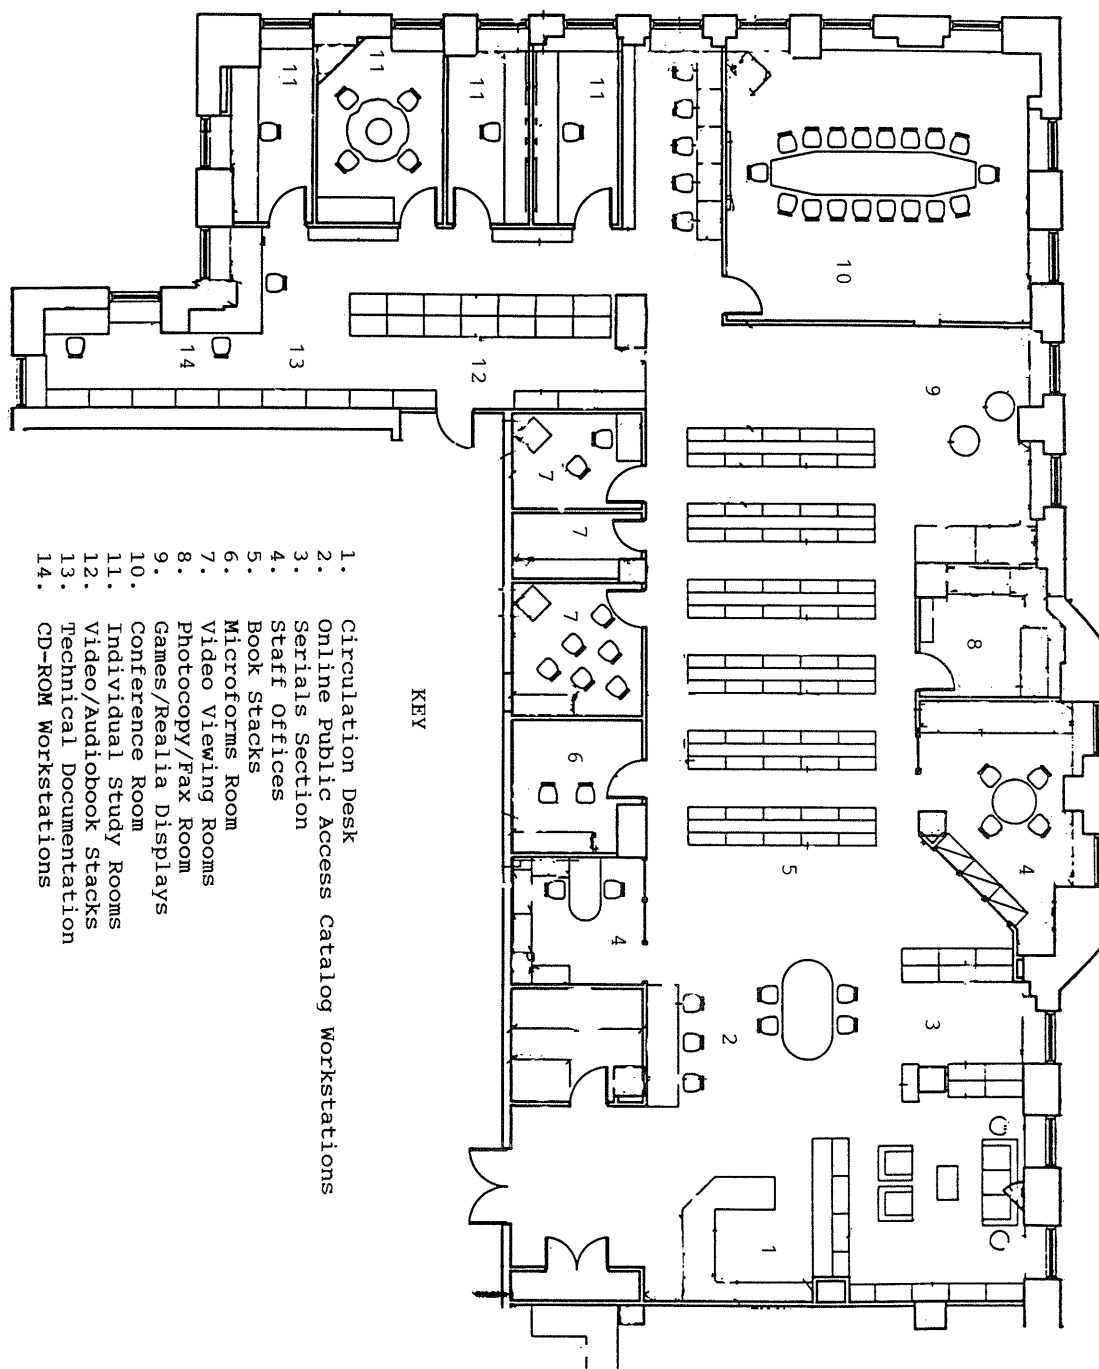 KEY
1. Circulation Desk
2. Online Public Access Catalog Workstations
3. Serials Section
4. Staff Offices
5. Book Stacks
6. Microforms Room
7. Video Viewing Rooms
8. Photocopy/Fax Room
9. Games/Realia Displays
10. Conference Room
11. Individual Study Rooms
12. Video/Audiobook Stacks
13. Technical Documentation
14. CD-ROM Workstations
11
11
11
11
10
14
13
12
9
7
7
7
8
6
4
5
4
2
3
1